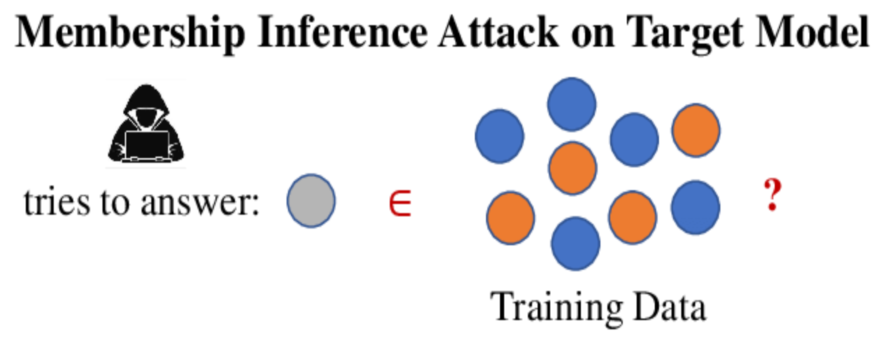 Membership Inference Attack on Target Model
tries to answer: ∈ ?
Training Data